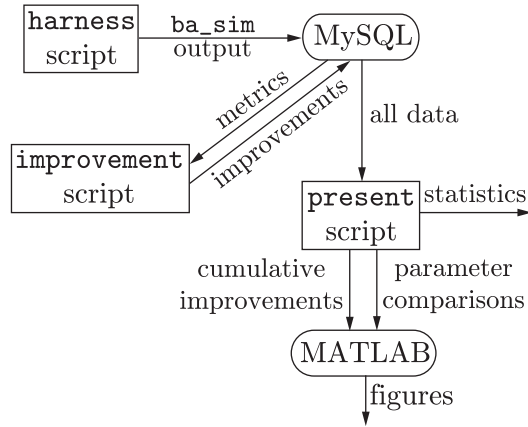 harness
script
ba_sim
output
MySQL
metrics
improvements
all data
improvement
script
present
script
statistics
cumulative
improvements
parameter
comparisons
MATLAB
figures